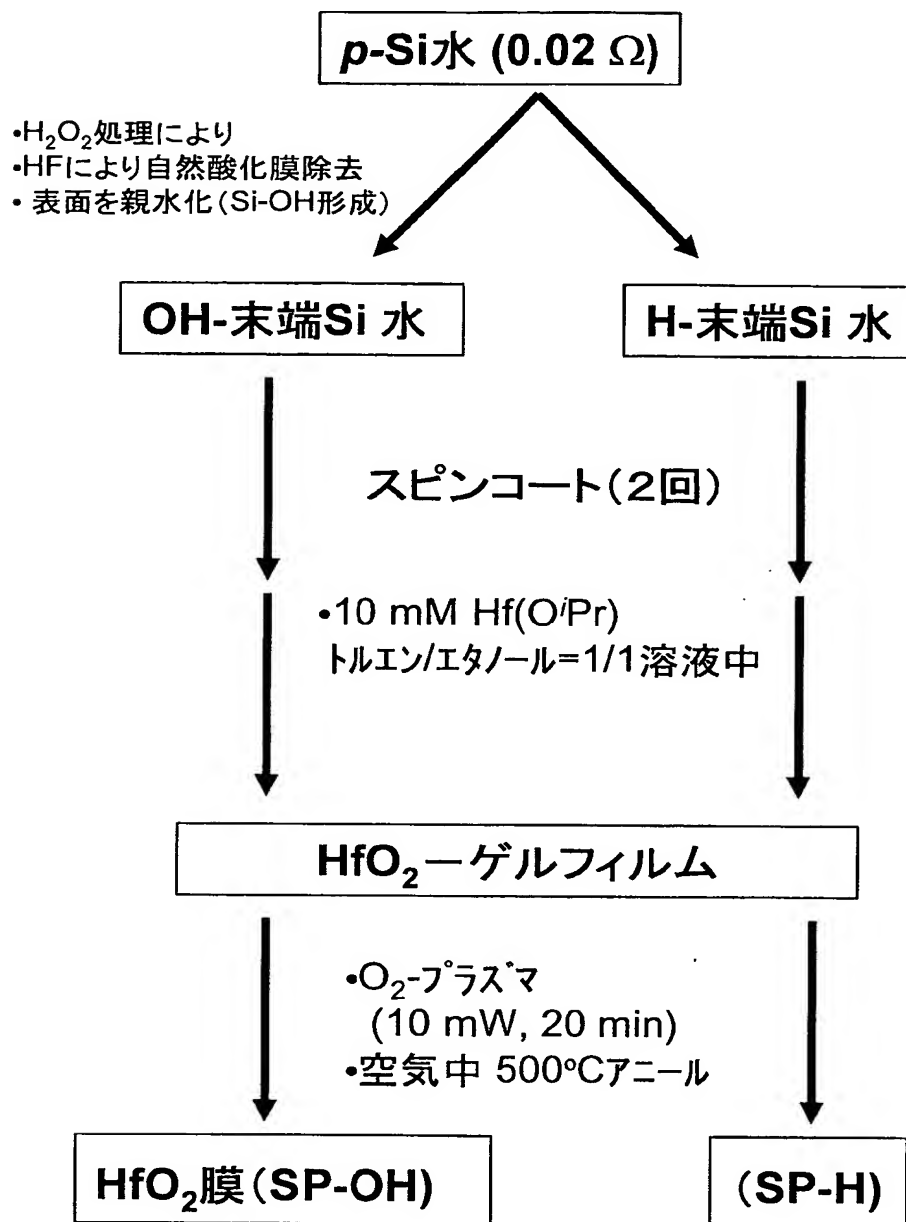 p-Si水 (0.02 Ω)
•H₂O₂処理により
•HFにより自然酸化膜除去
• 表面を親水化(Si-OH形成)
OH-末端Si 水
H-末端Si 水
スピンコート(2回)
•10 mM Hf(OⁱPr)
トルエン/エタノール=1/1溶液中
HfO₂ーゲルフィルム
•O₂-プラズマ
(10 mW, 20 min)
•空気中 500°Cアニール
HfO₂膜(SP-OH)
(SP-H)